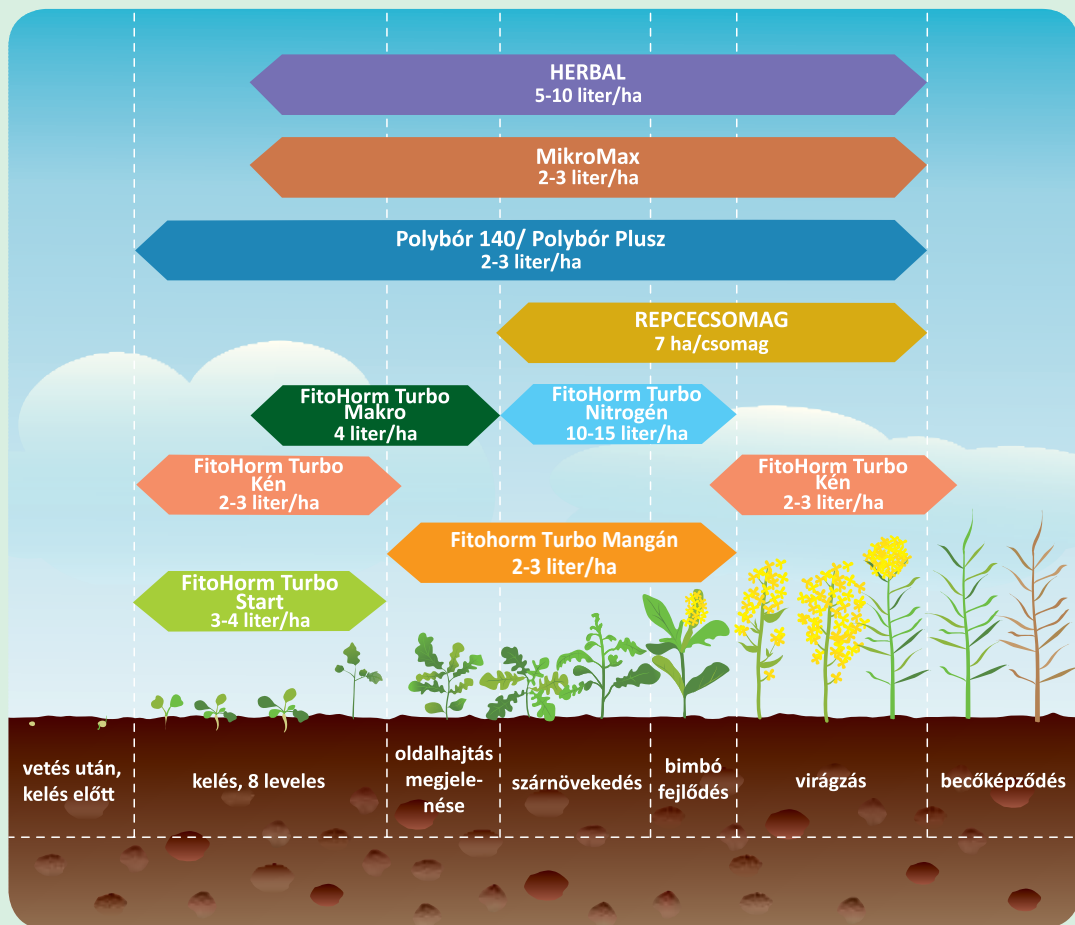 HERBAL
5-10 liter/ha
MikroMax
2-3 liter/ha
Polybór 140/ Polybór Plusz
2-3 liter/ha
REPCECSOMAG
7 ha/csomag
FitoHorm Turbo
Makro
4 liter/ha
FitoHorm Turbo
Nitrogén
10-15 liter/ha
FitoHorm Turbo
Kén
2-3 liter/ha
FitoHorm Turbo
Kén
2-3 liter/ha
Fitohorm Turbo Mangán
2-3 liter/ha
FitoHorm Turbo
Start
3-4 liter/ha
vetés után,
kelés előtt
kelés, 8 leveles
oldalhajtás
megjele-
nése
szárnövekedés
bimbó
fejlődés
virágzás
becőképződés